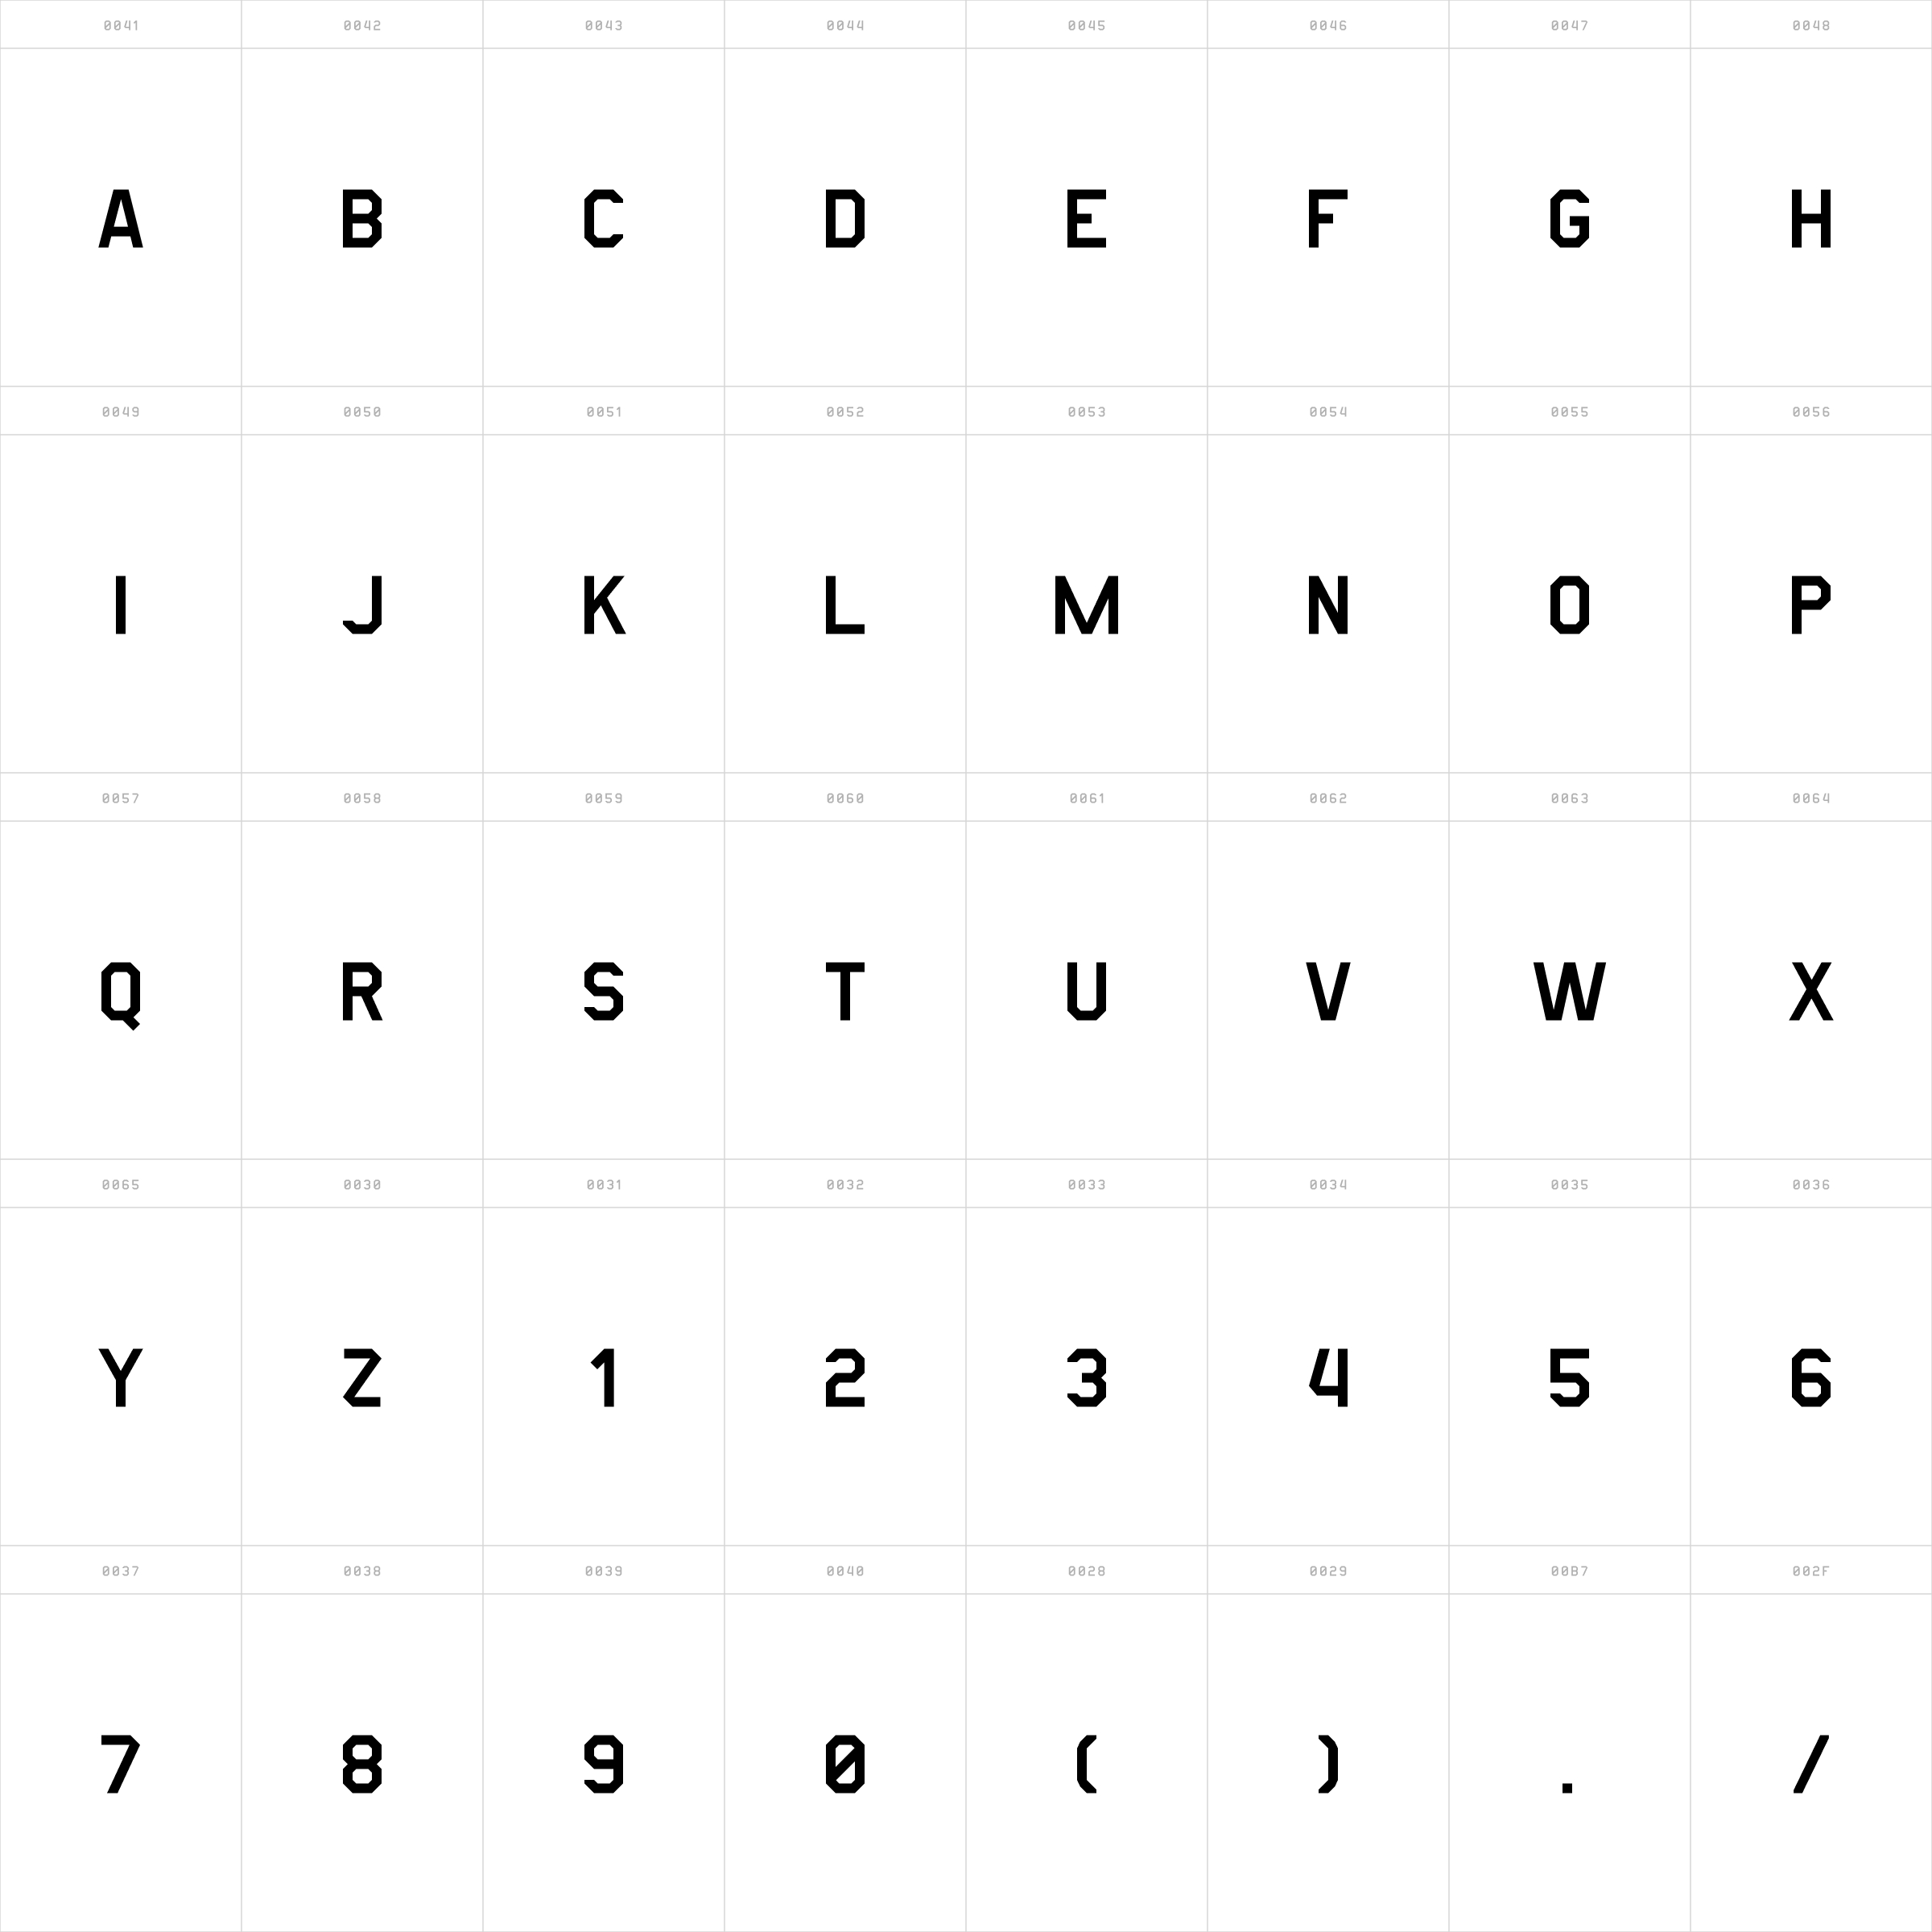 0041 0042 0043 0044 0045 0046 0047 0048
A B C D E F G H
0049 0050 0051 0052 0053 0054 0055 0056
I J K L M N O P
0057 0058 0059 0060 0061 0062 0063 0064
Q R S T U V W X
0065 0030 0031 0032 0033 0034 0035 0036
Y Z 1 2 3 4 5 6
0037 0038 0039 0040 0028 0029 00B7 002F
7 8 9 0 ( ) . /